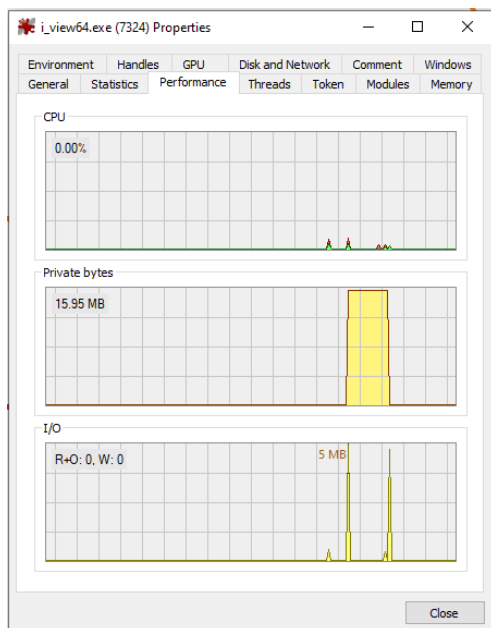 i_view64.exe (7324) Properties
Environment Handles GPU Disk and Network Comment Windows
General Statistics Performance Threads Token Modules Memory
CPU
0.00%
Private bytes
15.95 MB
I/O
R+O: 0, W: 0
5 MB
Close